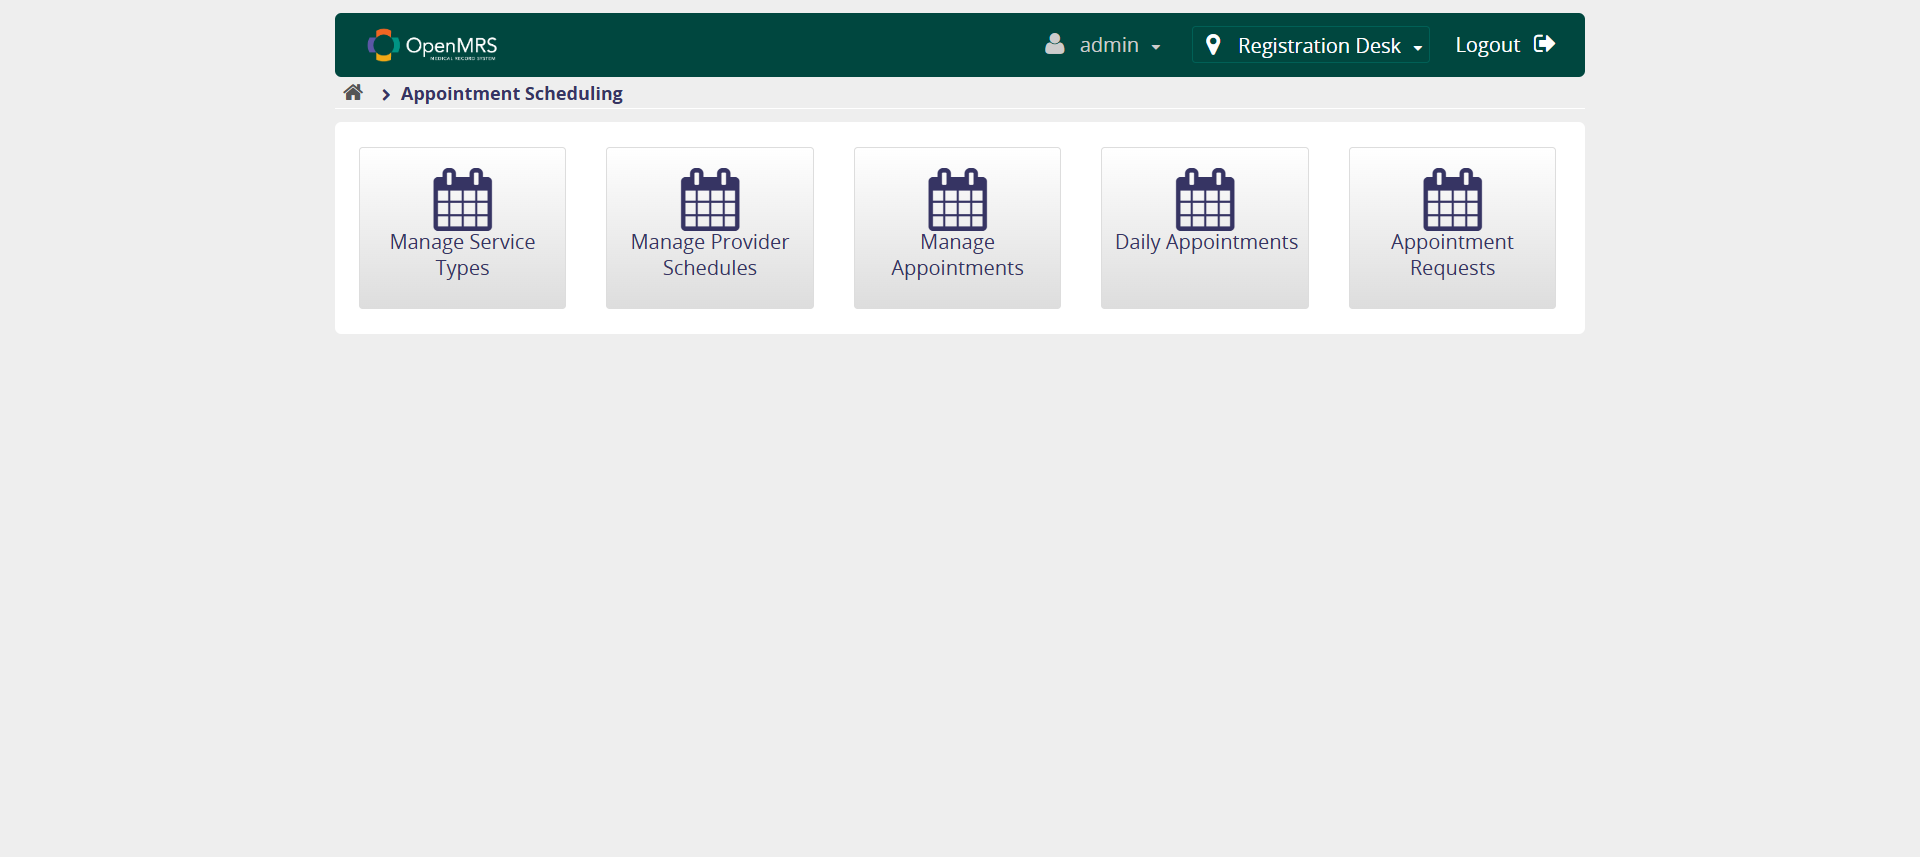 OpenMRS
MEDICAL RECORD SYSTEM
admin
Registration Desk
Logout
Appointment Scheduling
Manage Service
Types
Manage Provider
Schedules
Manage
Appointments
Daily Appointments
Appointment
Requests